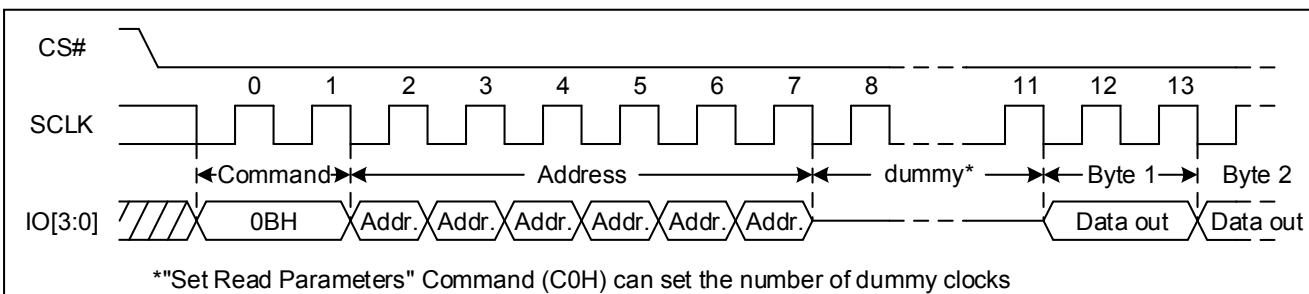 CS#
0 1 2 3 4 5 6 7 8 11 12 13
SCLK
Command Address dummy* Byte 1 Byte 2
IO[3:0] 0BH Addr. Addr. Addr. Addr. Addr. Addr. Data out Data out
*"Set Read Parameters" Command (C0H) can set the number of dummy clocks